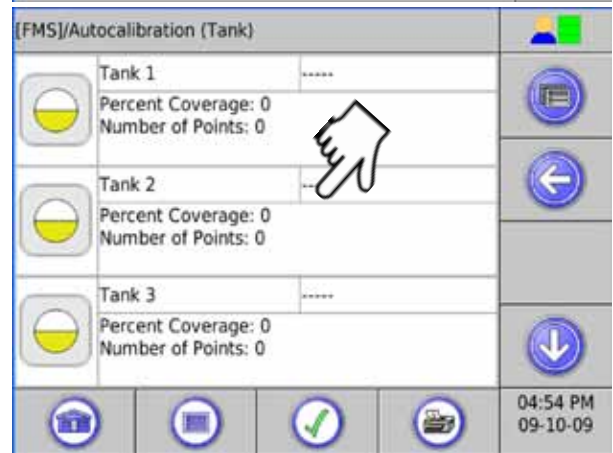 [FMS]/Autocalibration (Tank)
Tank 1 -----
Percent Coverage: 0
Number of Points: 0
Tank 2 --
Percent Coverage: 0
Number of Points: 0
Tank 3 -----
Percent Coverage: 0
Number of Points: 0
04:54 PM
09-10-09